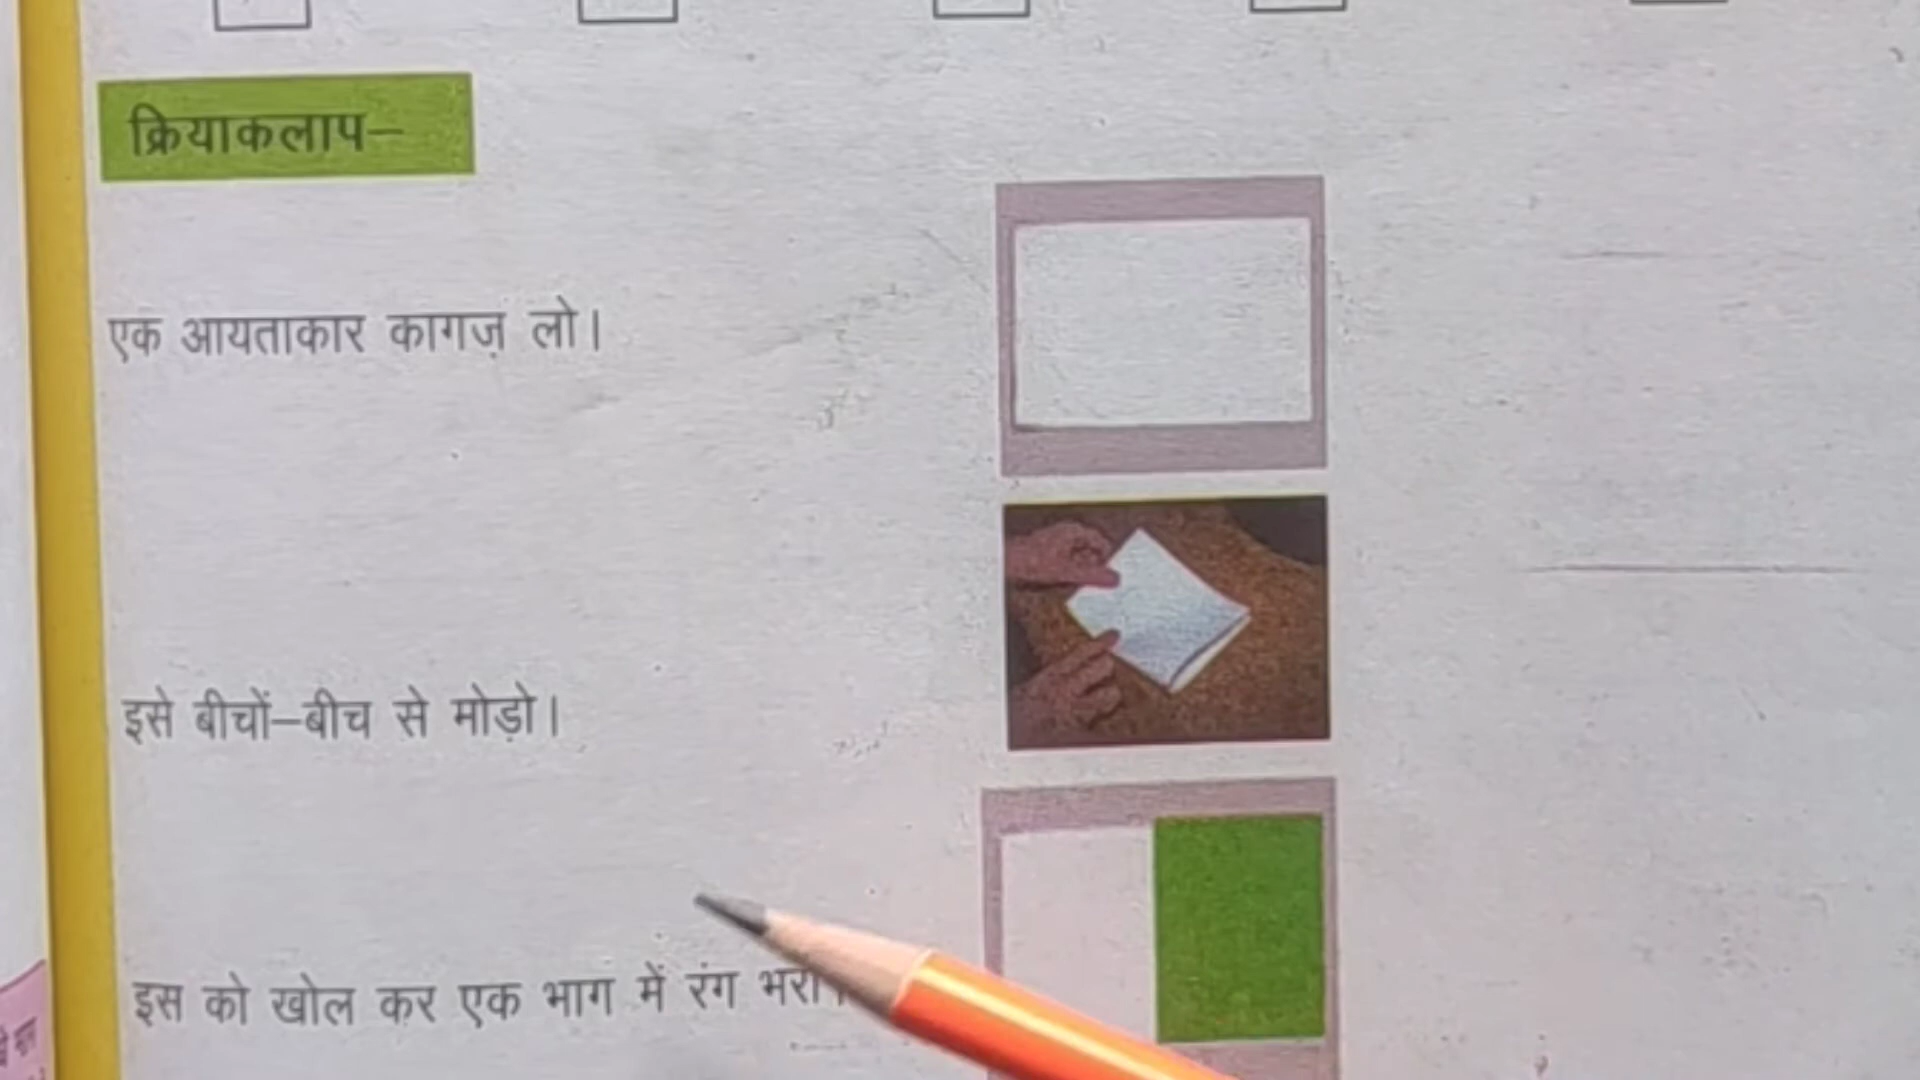 क्रियाकलाप–
एक आयताकार कागज़ लो।
इसे बीचों–बीच से मोड़ो।
इस को खोल कर एक भाग में रंग भरो